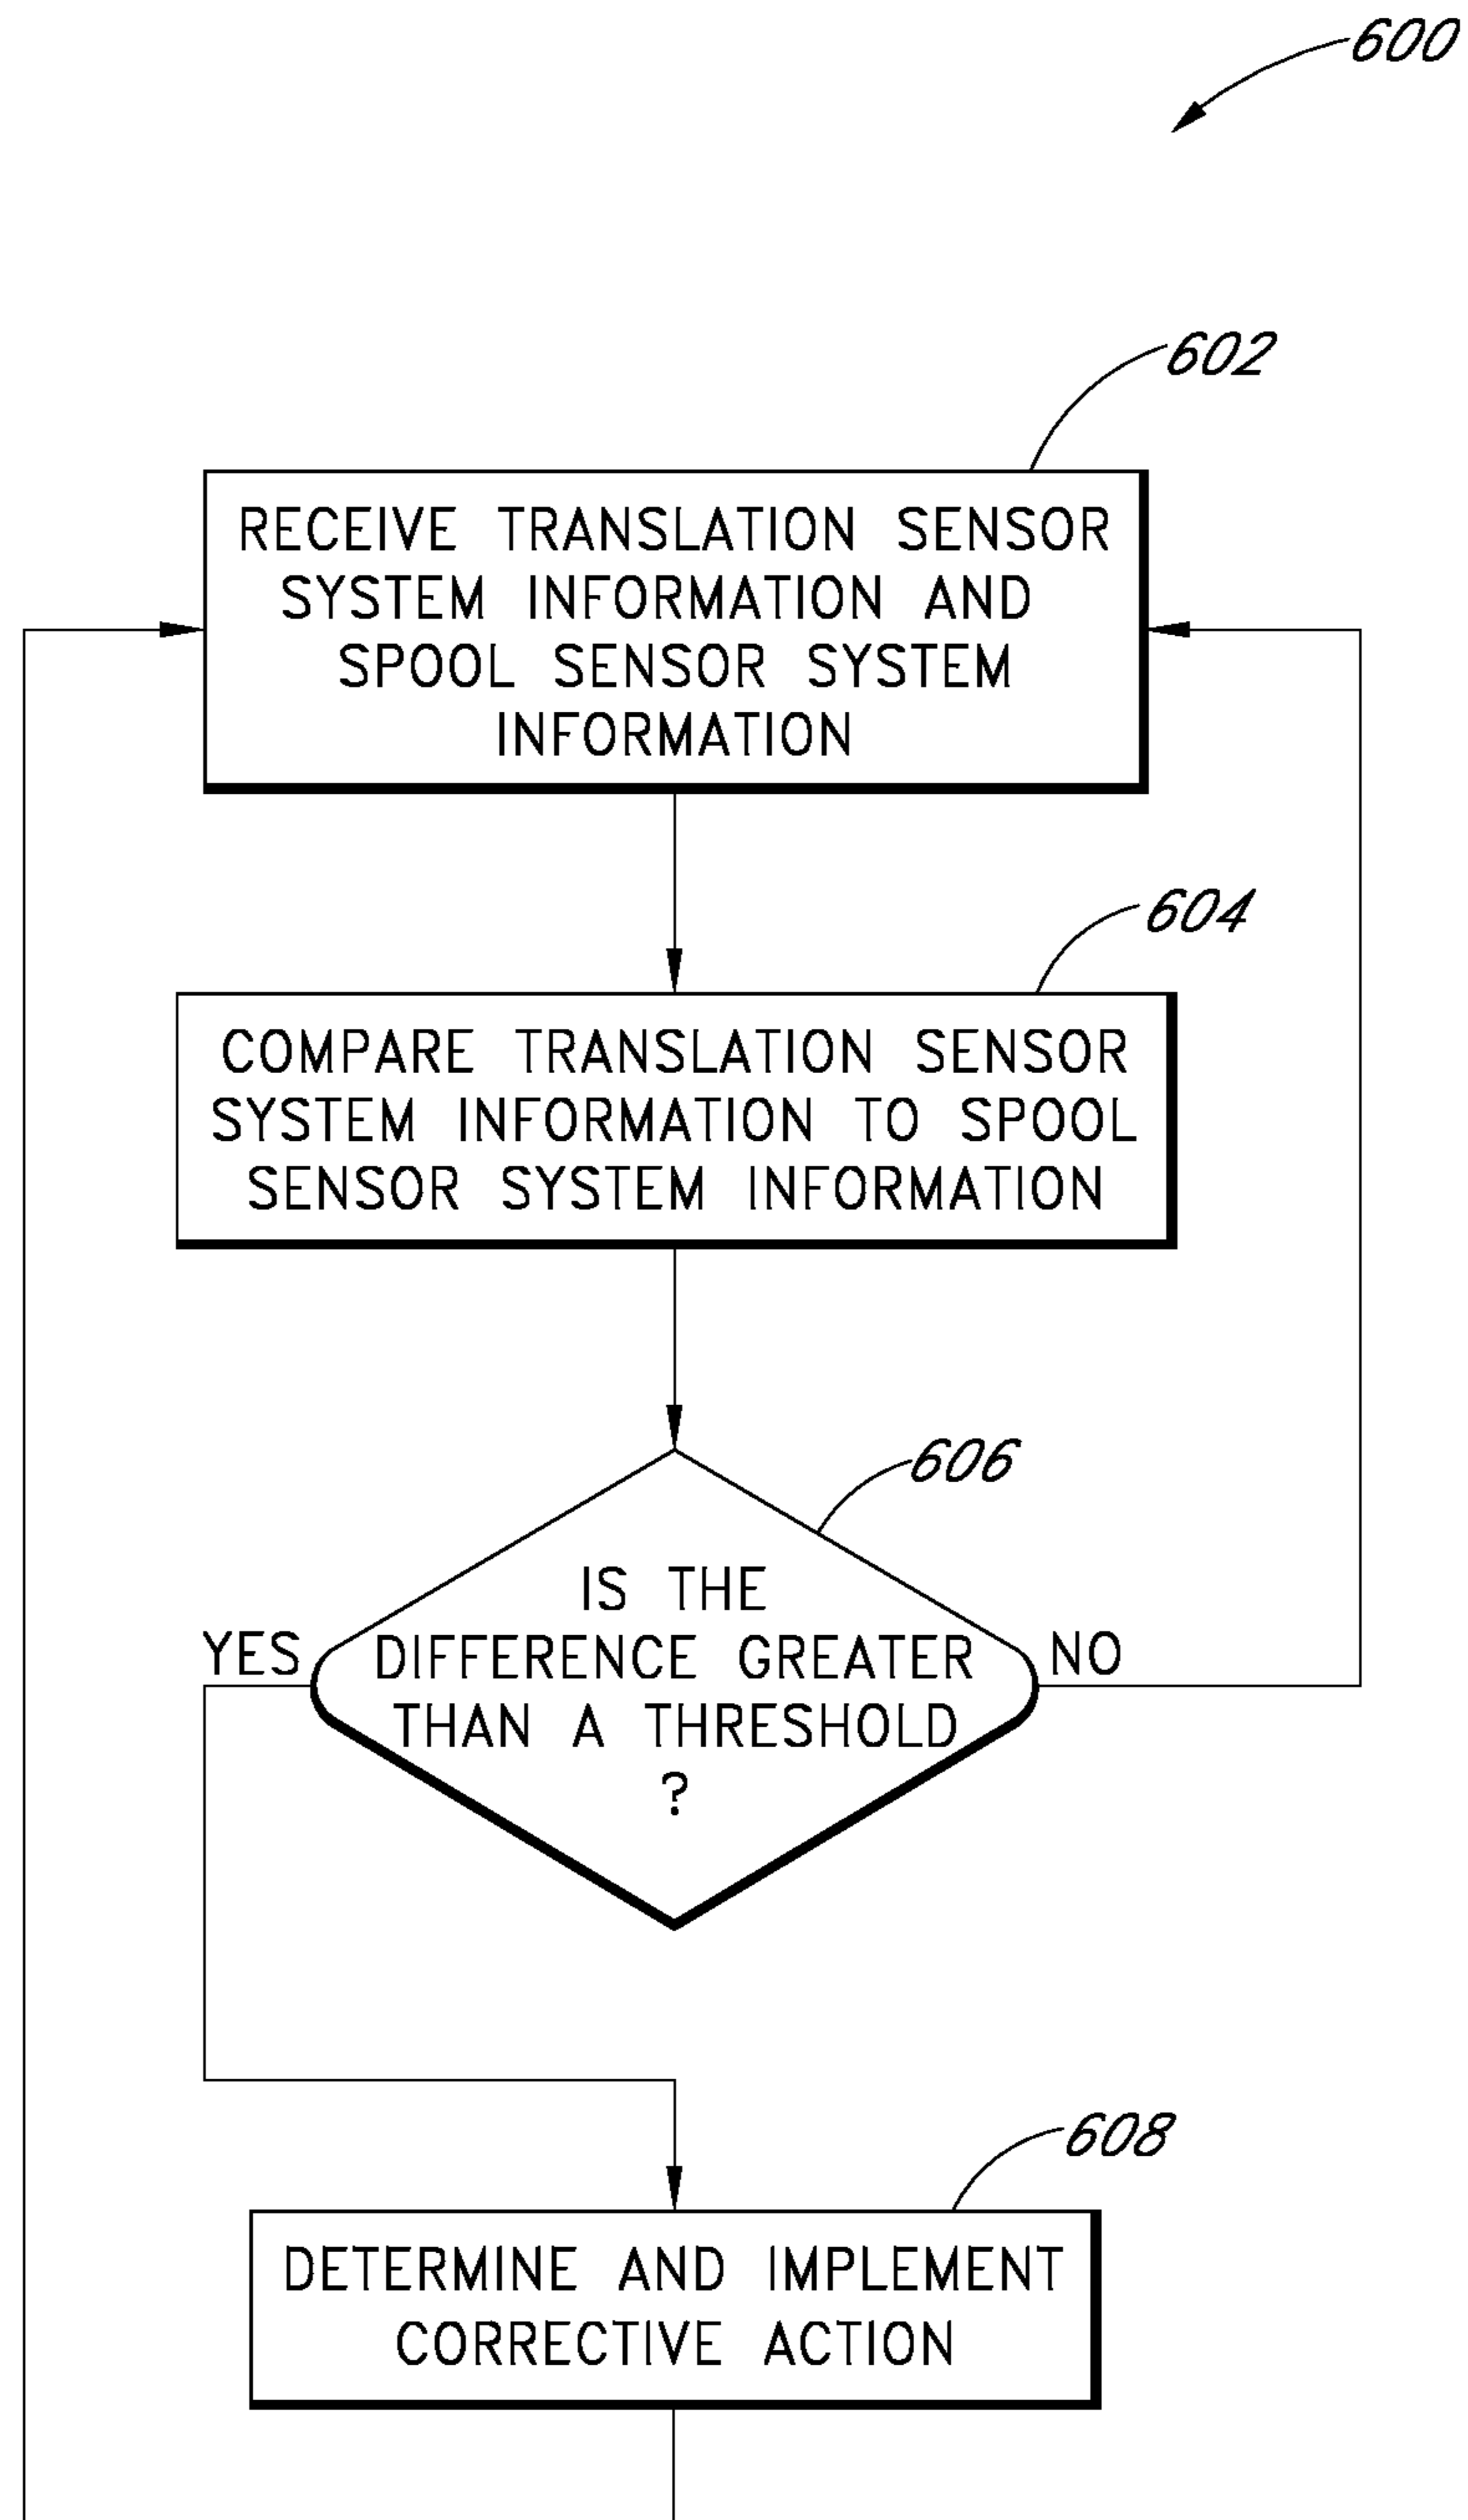 600
602
RECEIVE TRANSLATION SENSOR
SYSTEM INFORMATION AND
SPOOL SENSOR SYSTEM
INFORMATION
604
COMPARE TRANSLATION SENSOR
SYSTEM INFORMATION TO SPOOL
SENSOR SYSTEM INFORMATION
606
IS THE
DIFFERENCE GREATER
THAN A THRESHOLD
?
YES
NO
608
DETERMINE AND IMPLEMENT
CORRECTIVE ACTION